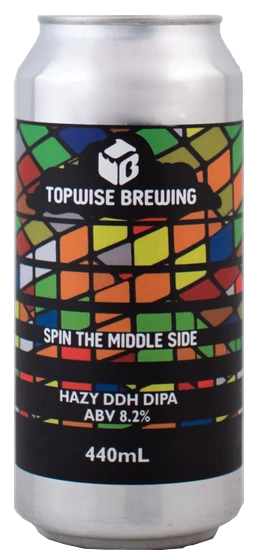 B
TOPWISE BREWING
SPIN THE MIDDLE SIDE
HAZY DDH DIPA
ABV 8.2%
440mL